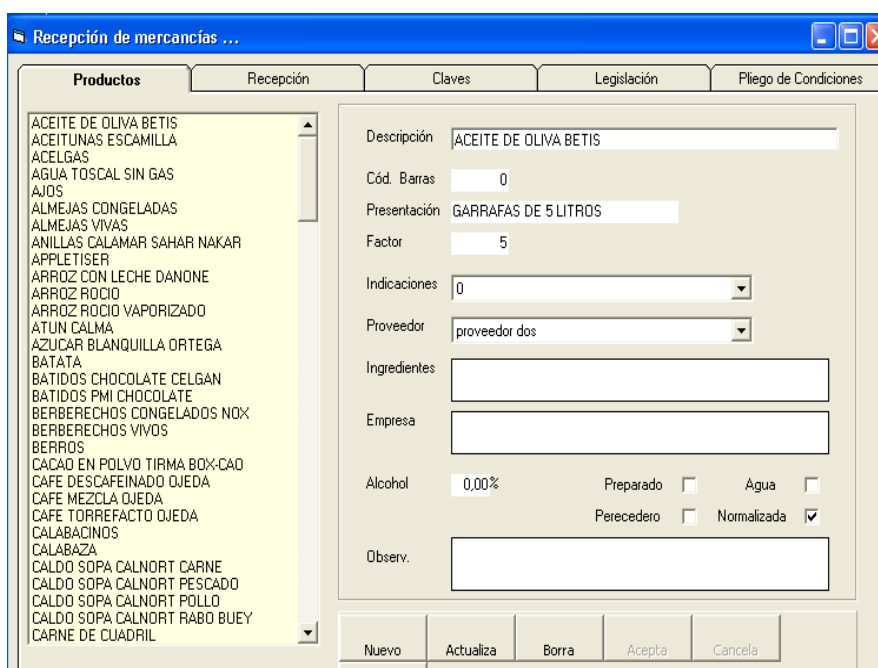 Recepción de mercancías ...
Productos Recepción Claves Legislación Pliego de Condiciones
ACEITE DE OLIVA BETIS
ACEITUNAS ESCAMILLA
ACELGAS
AGUA TOSCAL SIN GAS
AJOS
ALMEJAS CONGELADAS
ALMEJAS VIVAS
ANILLAS CALAMAR SAHAR NAKAR
APPLETISER
ARROZ CON LECHE DANONE
ARROZ ROCIO
ARROZ ROCIO VAPORIZADO
ATUN CALMA
AZUCAR BLANQUILLA ORTEGA
BATATA
BATIDOS CHOCOLATE CELGAN
BATIDOS PMI CHOCOLATE
BERBERECHOS CONGELADOS NOX
BERBERECHOS VIVOS
BERROS
CACAO EN POLVO TIRMA BOX-CAO
CAFE DESCAFEINADO OJEDA
CAFE MEZCLA OJEDA
CAFE TORREFACTO OJEDA
CALABACINOS
CALABAZA
CALDO SOPA CALNORT CARNE
CALDO SOPA CALNORT PESCADO
CALDO SOPA CALNORT POLLO
CALDO SOPA CALNORT RABO BUEY
CARNE DE CUADRIL
Descripción ACEITE DE OLIVA BETIS
Cód. Barras 0
Presentación GARRAFAS DE 5 LITROS
Factor 5
Indicaciones 0
Proveedor proveedor dos
Ingredientes
Empresa
Alcohol 0,00% Preparado Agua
Perecedero Normalizada
Observ.
Nuevo Actualiza Borra Acepta Cancela